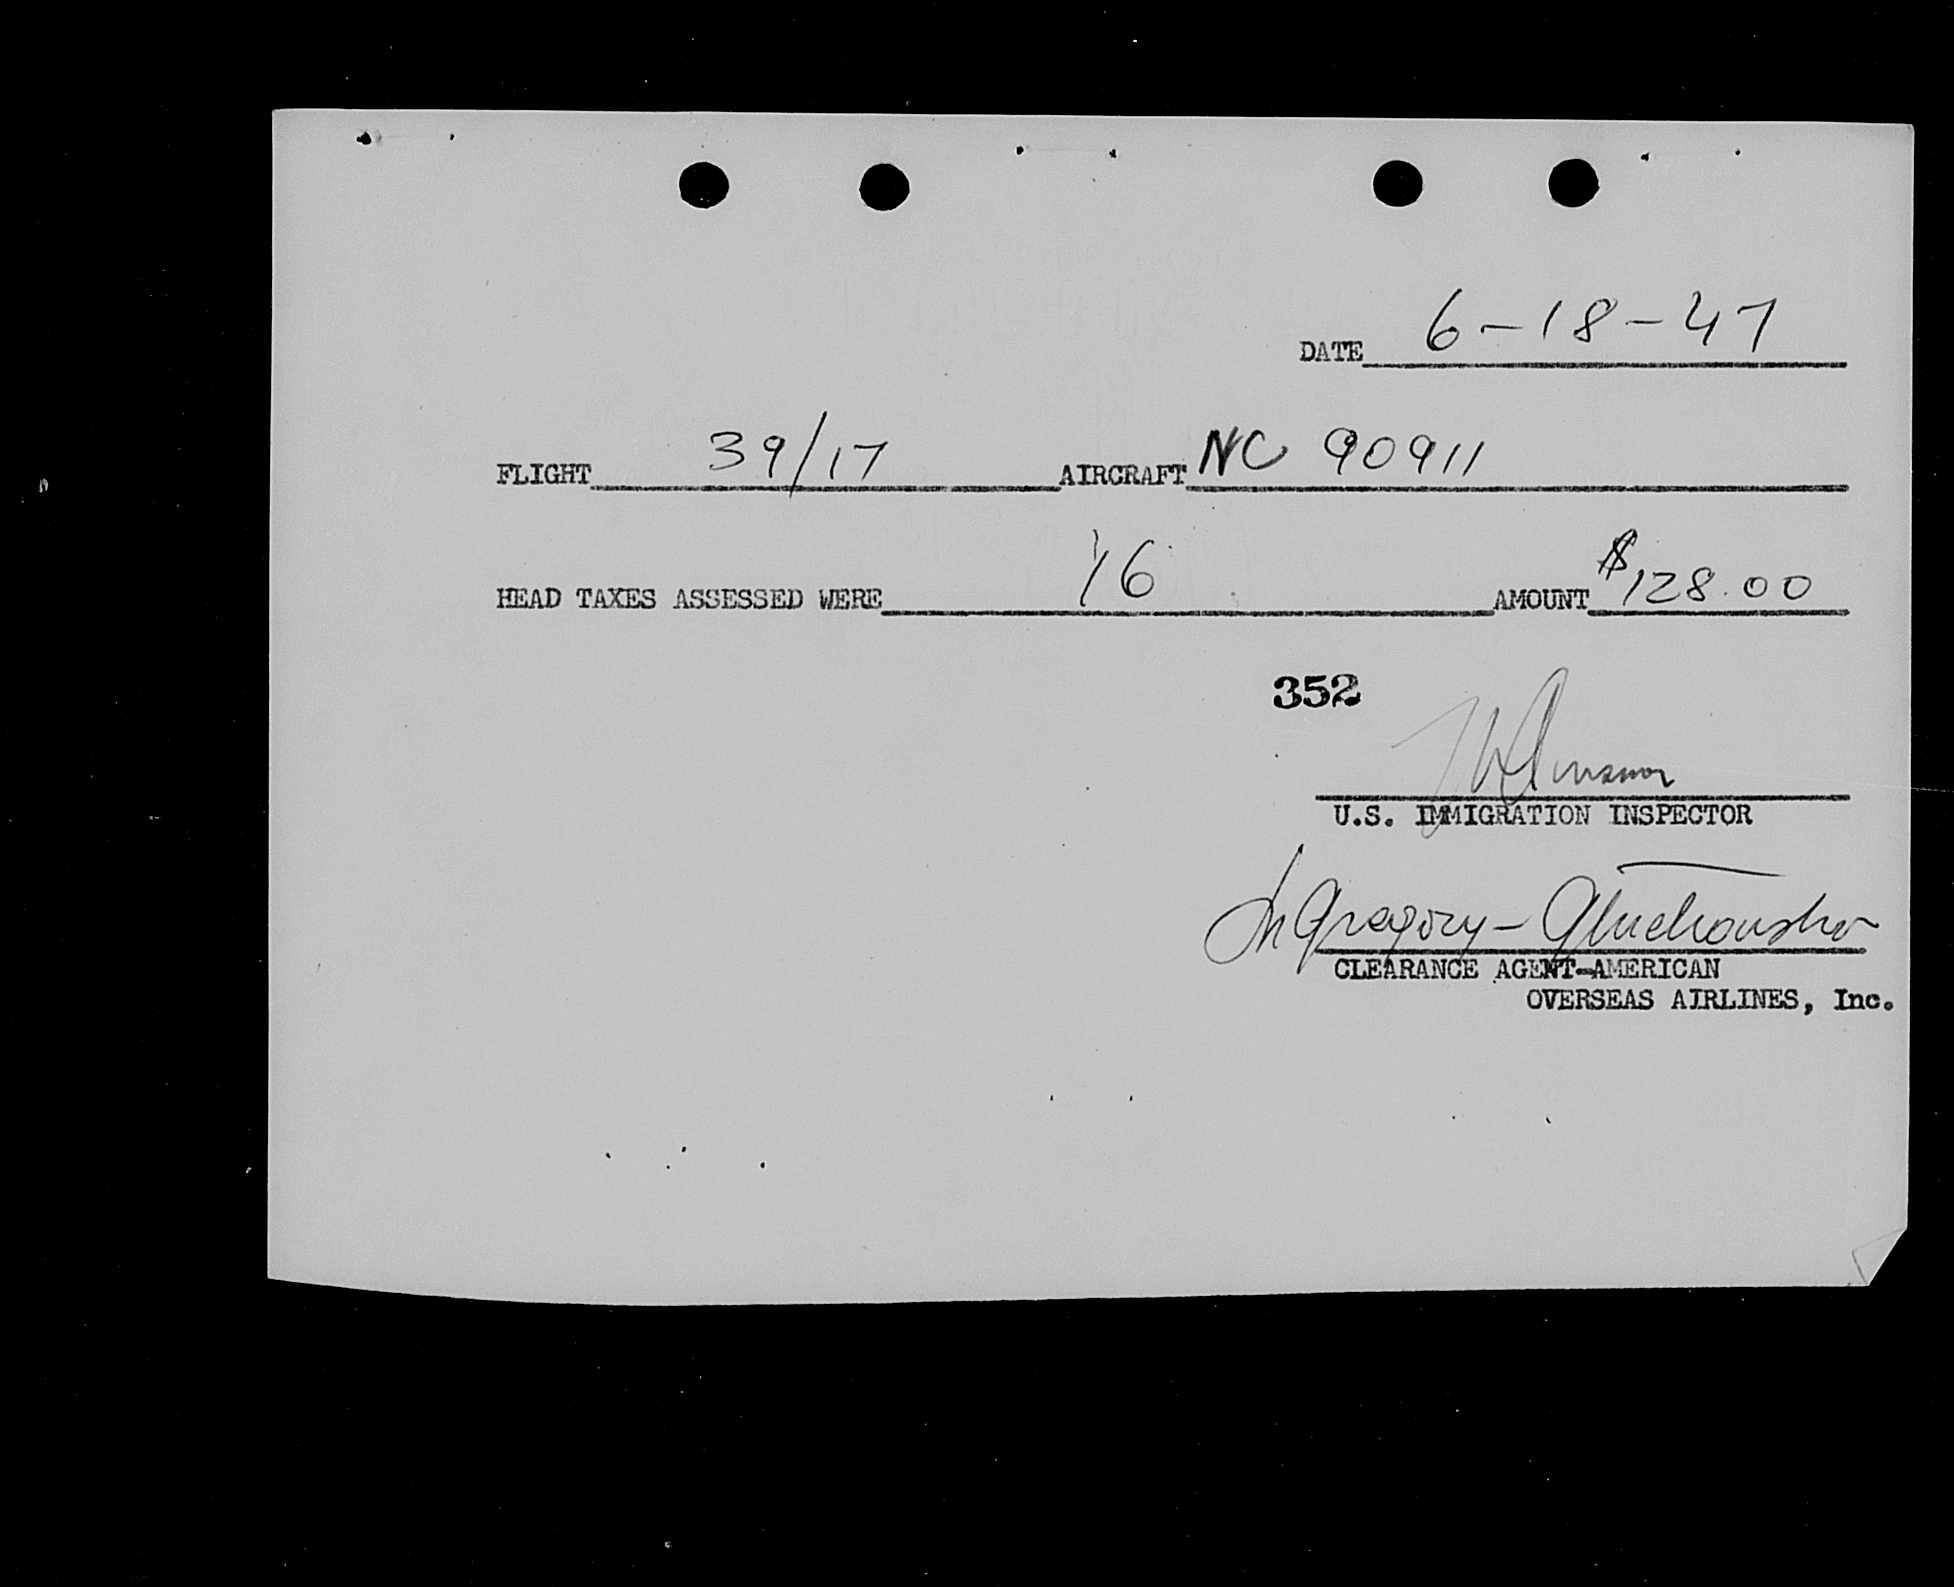 DATE 6-18-47
FLIGHT 39/17 AIRCRAFT NC 90911
HEAD TAXES ASSESSED WERE 16 AMOUNT $128.00
352
U.S. IMMIGRATION INSPECTOR
Gregory-
CLEARANCE AGENT-AMERICAN
OVERSEAS AIRLINES, Inc.